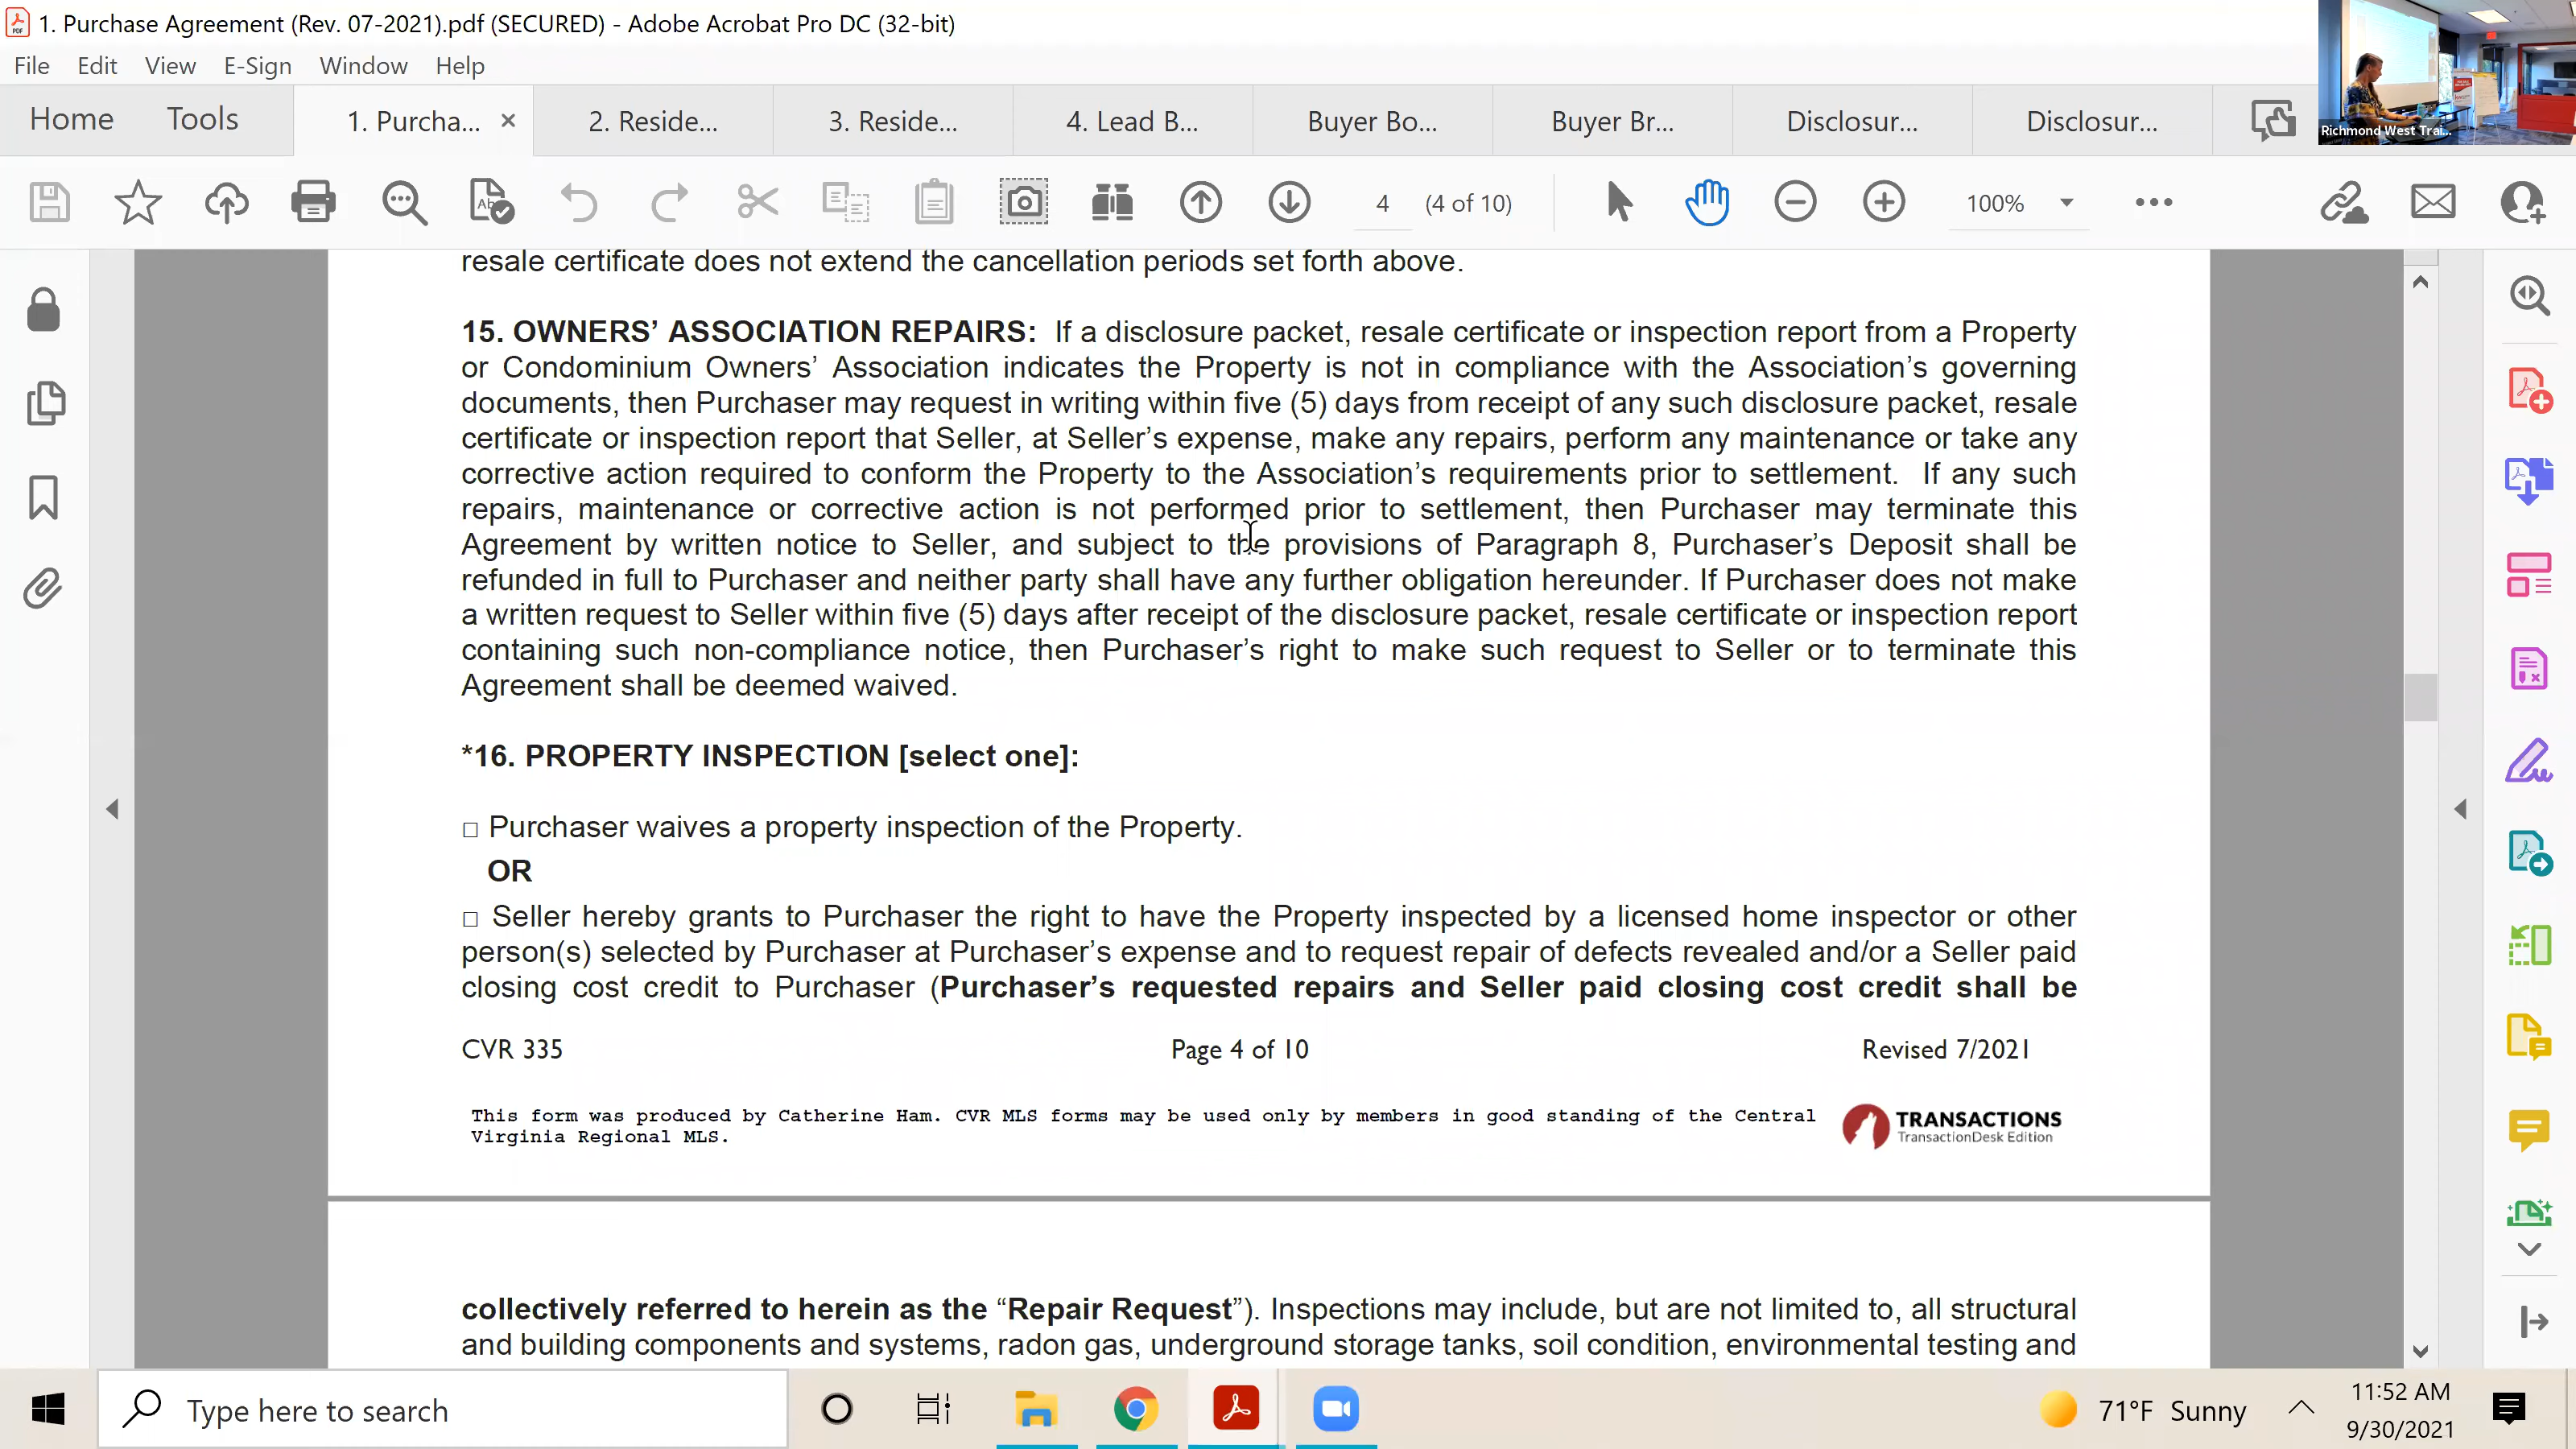 1. Purchase Agreement (Rev. 07-2021).pdf (SECURED) - Adobe Acrobat Pro DC (32-bit)
File Edit View E-Sign Window Help
Home Tools 1. Purcha... × 2. Reside... 3. Reside... 4. Lead B... Buyer Bo... Buyer Br... Disclosur... Disclosur...
Richmond West Trai...
4 (4 of 10) 100%
resale certificate does not extend the cancellation periods set forth above.
15. OWNERS’ ASSOCIATION REPAIRS: If a disclosure packet, resale certificate or inspection report from a Property
or Condominium Owners’ Association indicates the Property is not in compliance with the Association’s governing
documents, then Purchaser may request in writing within five (5) days from receipt of any such disclosure packet, resale
certificate or inspection report that Seller, at Seller’s expense, make any repairs, perform any maintenance or take any
corrective action required to conform the Property to the Association’s requirements prior to settlement. If any such
repairs, maintenance or corrective action is not performed prior to settlement, then Purchaser may terminate this
Agreement by written notice to Seller, and subject to the provisions of Paragraph 8, Purchaser’s Deposit shall be
refunded in full to Purchaser and neither party shall have any further obligation hereunder. If Purchaser does not make
a written request to Seller within five (5) days after receipt of the disclosure packet, resale certificate or inspection report
containing such non-compliance notice, then Purchaser’s right to make such request to Seller or to terminate this
Agreement shall be deemed waived.
*16. PROPERTY INSPECTION [select one]:
□ Purchaser waives a property inspection of the Property.
OR
□ Seller hereby grants to Purchaser the right to have the Property inspected by a licensed home inspector or other
person(s) selected by Purchaser at Purchaser’s expense and to request repair of defects revealed and/or a Seller paid
closing cost credit to Purchaser (Purchaser’s requested repairs and Seller paid closing cost credit shall be
CVR 335 Page 4 of 10 Revised 7/2021
This form was produced by Catherine Ham. CVR MLS forms may be used only by members in good standing of the Central
Virginia Regional MLS.
TRANSACTIONS
TransactionDesk Edition
collectively referred to herein as the “Repair Request”). Inspections may include, but are not limited to, all structural
and building components and systems, radon gas, underground storage tanks, soil condition, environmental testing and
Type here to search
71°F Sunny
11:52 AM
9/30/2021